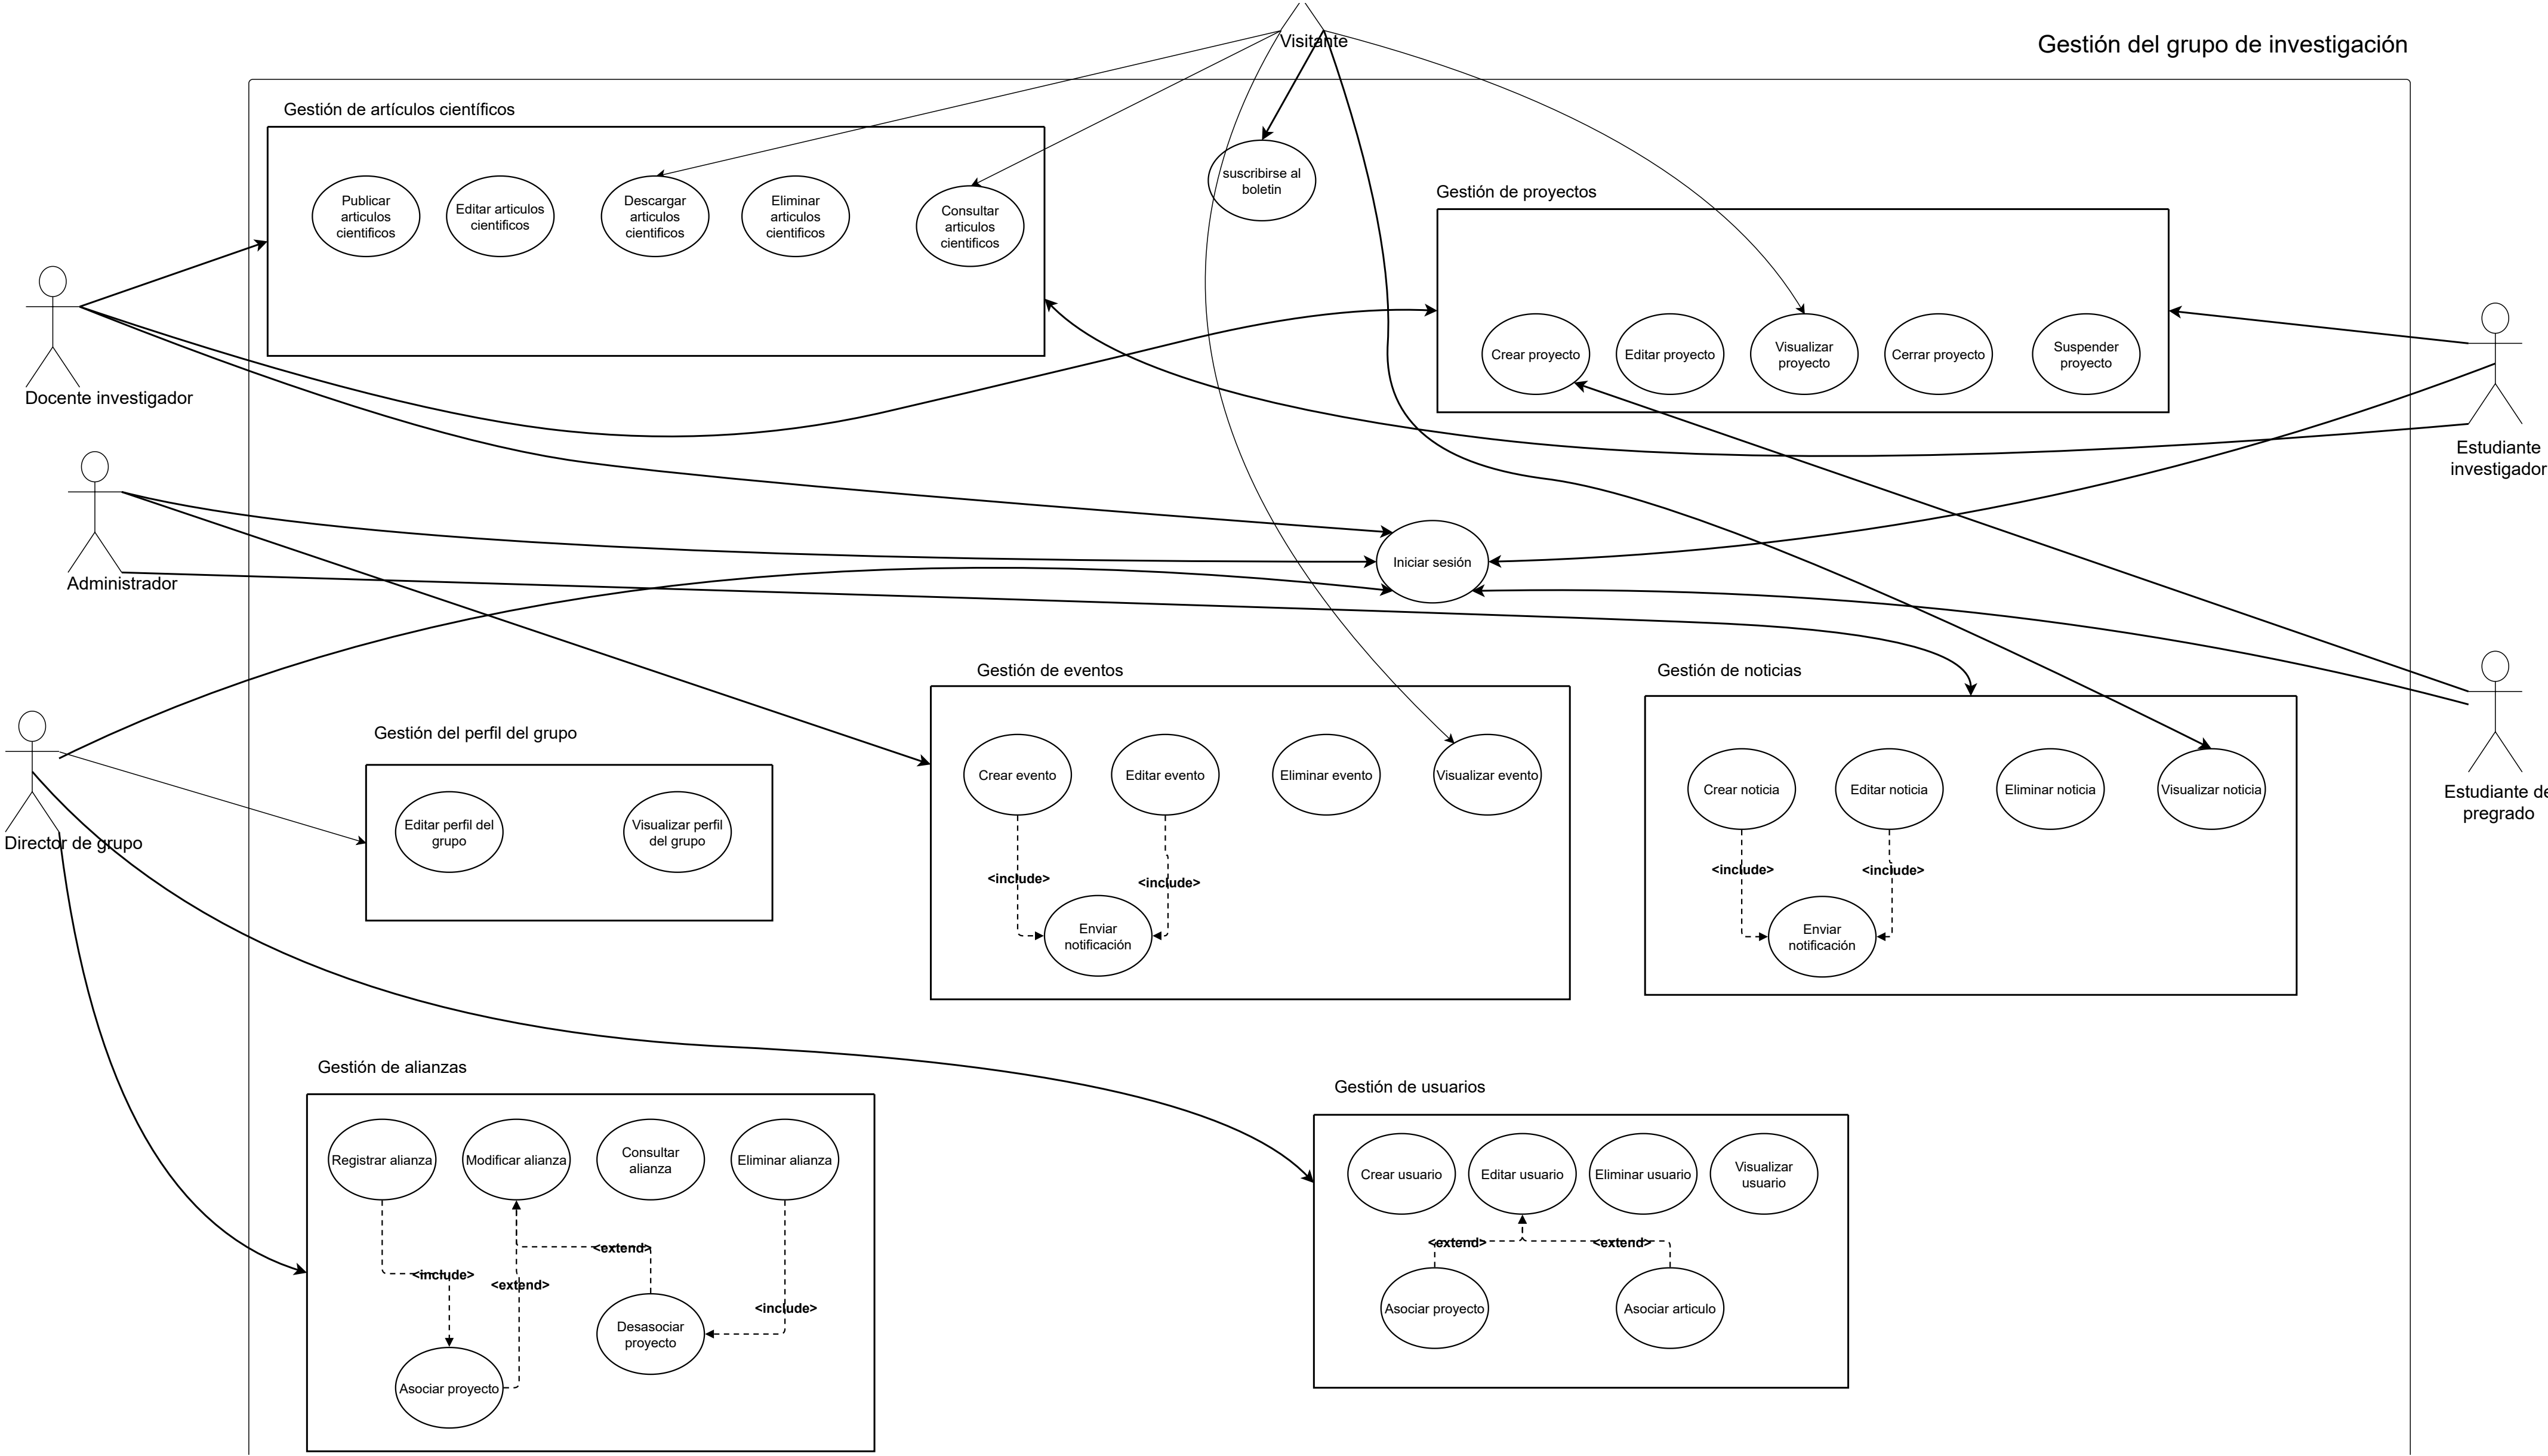 Visitante
Gestión del grupo de investigación
Gestión de artículos científicos
Publicar
articulos
cientificos
Editar articulos
cientificos
Descargar
articulos
cientificos
Eliminar
articulos
cientificos
Consultar
articulos
cientificos
suscribirse al
boletin
Gestión de proyectos
Crear proyecto
Editar proyecto
Visualizar
proyecto
Cerrar proyecto
Suspender
proyecto
Docente investigador
Estudiante
investigador
Administrador
Iniciar sesión
Gestión de eventos
Crear evento
Editar evento
Eliminar evento
Visualizar evento
<include>
<include>
Enviar
notificación
Gestión de noticias
Crear noticia
Editar noticia
Eliminar noticia
Visualizar noticia
<include>
<include>
Enviar
notificación
Estudiante de
pregrado
Gestión del perfil del grupo
Editar perfil del
grupo
Visualizar perfil
del grupo
Director de grupo
Gestión de alianzas
Registrar alianza
Modificar alianza
Consultar
alianza
Eliminar alianza
<extend>
<include>
<extend>
<include>
Desasociar
proyecto
Asociar proyecto
Gestión de usuarios
Crear usuario
Editar usuario
Eliminar usuario
Visualizar
usuario
<extend>
<extend>
Asociar proyecto
Asociar articulo